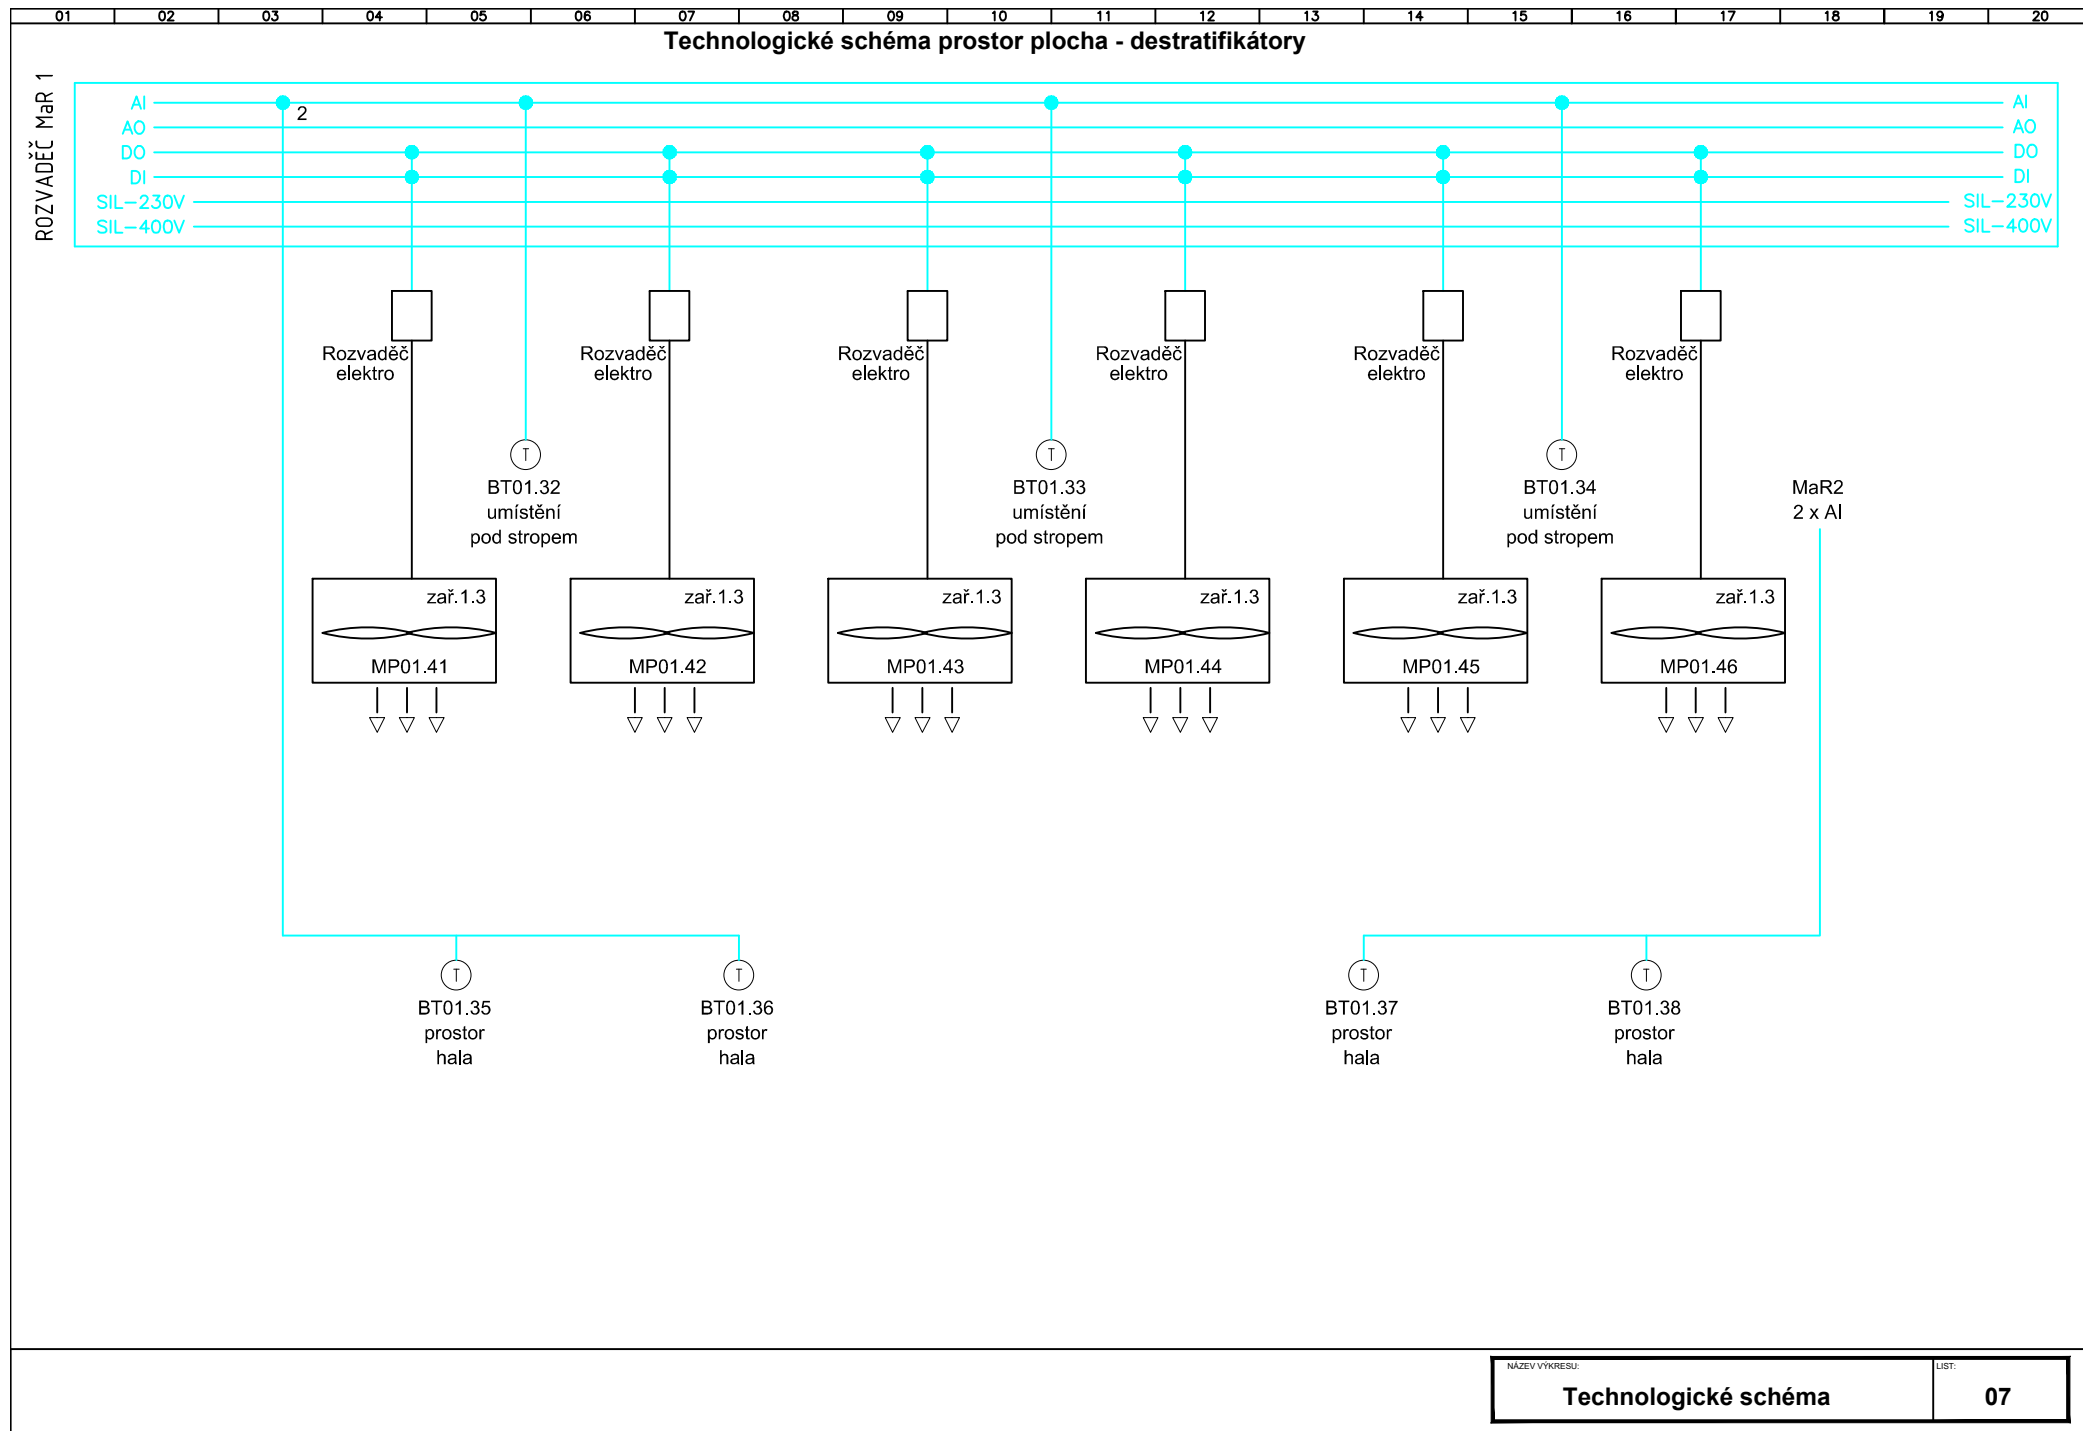 01 02 03 04 05 06 07 08 09 10 11 12 13 14 15 16 17 18 19 20
Technologické schéma prostor plocha - destratifikátory
ROZVADĚČ MaR 1
AI AI
2
AO AO
DO DO
DI DI
SIL-230V SIL-230V
SIL-400V SIL-400V
Rozvaděč Rozvaděč Rozvaděč Rozvaděč Rozvaděč Rozvaděč
elektro elektro elektro elektro elektro elektro
T T T
BT01.32 BT01.33 BT01.34 MaR2
umístění umístění umístění 2 x AI
pod stropem pod stropem pod stropem
zař.1.3 zař.1.3 zař.1.3 zař.1.3 zař.1.3 zař.1.3
MP01.41 MP01.42 MP01.43 MP01.44 MP01.45 MP01.46
T T T T
BT01.35 BT01.36 BT01.37 BT01.38
prostor prostor prostor prostor
hala hala hala hala
NÁZEV VÝKRESU: LIST:
Technologické schéma 07